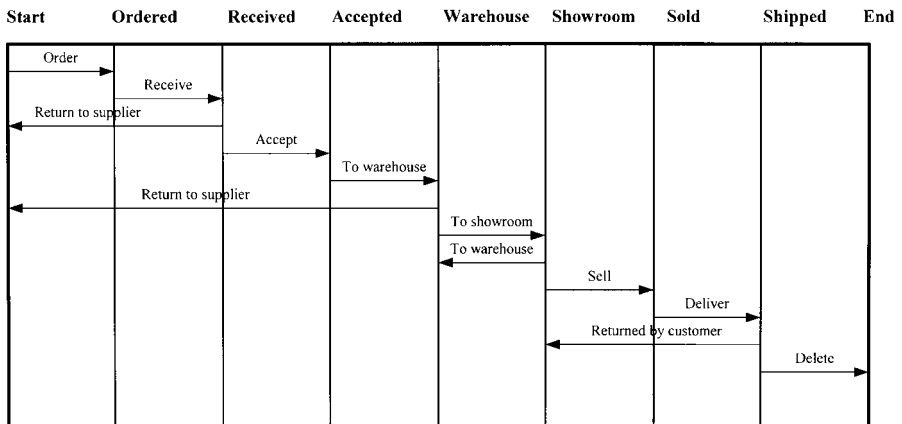 Start Ordered Received Accepted Warehouse Showroom Sold Shipped End
Order
Receive
Return to supplier
Accept
To warehouse
Return to supplier
To showroom
To warehouse
Sell
Deliver
Returned by customer
Delete